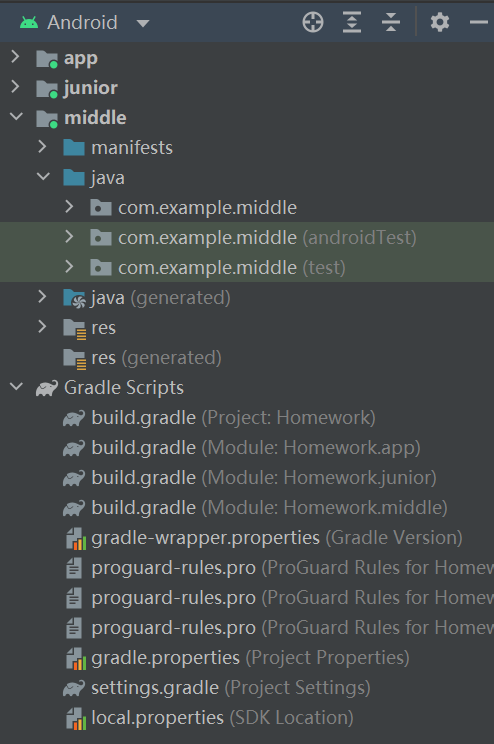 Android
app
junior
middle
manifests
java
com.example.middle
com.example.middle (androidTest)
com.example.middle (test)
java (generated)
res
res (generated)
Gradle Scripts
build.gradle (Project: Homework)
build.gradle (Module: Homework.app)
build.gradle (Module: Homework.junior)
build.gradle (Module: Homework.middle)
gradle-wrapper.properties (Gradle Version)
proguard-rules.pro (ProGuard Rules for Homew
proguard-rules.pro (ProGuard Rules for Homew
proguard-rules.pro (ProGuard Rules for Homew
gradle.properties (Project Properties)
settings.gradle (Project Settings)
local.properties (SDK Location)